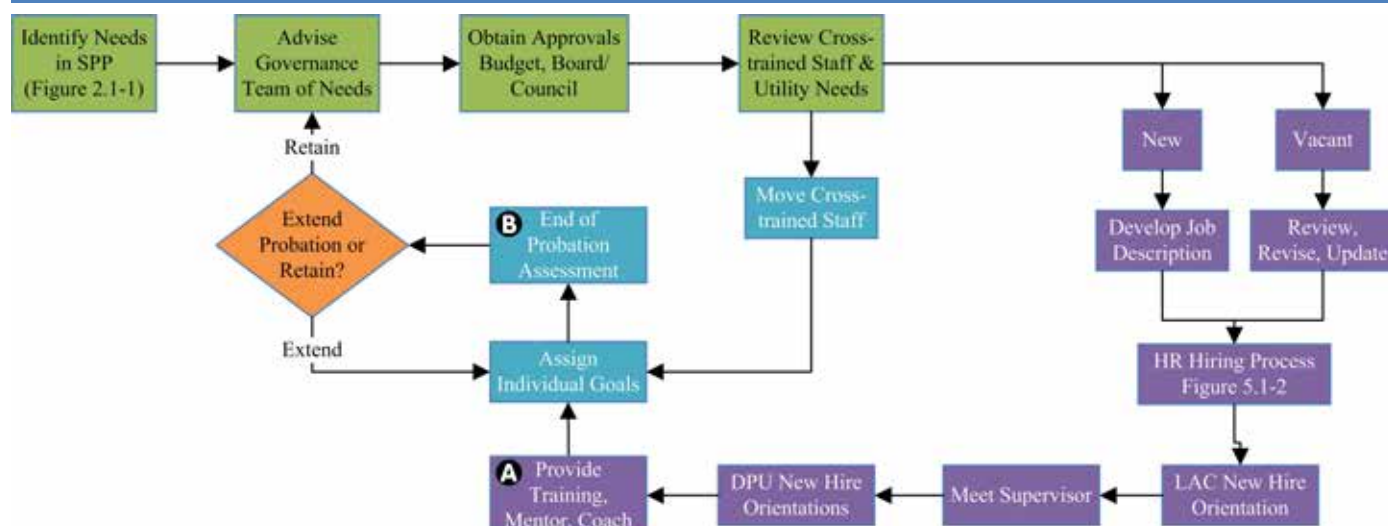 Identify Needs
in SPP
(Figure 2.1-1)
Advise
Governance
Team of Needs
Obtain Approvals
Budget, Board/
Council
Review Cross-
trained Staff &
Utility Needs
New
Vacant
Retain
Move Cross-
trained Staff
Extend
Probation or
Retain?
B
End of
Probation
Assessment
Develop Job
Description
Review,
Revise, Update
Extend
Assign
Individual Goals
HR Hiring Process
Figure 5.1-2
A
Provide
Training,
Mentor, Coach
DPU New Hire
Orientations
Meet Supervisor
LAC New Hire
Orientation